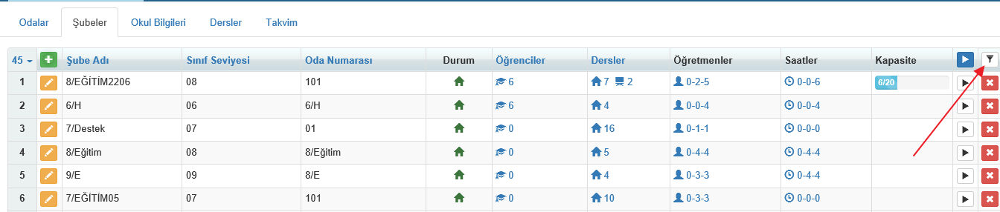 Odalar Şubeler Okul Bilgileri Dersler Takvim
45 Şube Adı Sınıf Seviyesi Oda Numarası Durum Öğrenciler Dersler Öğretmenler Saatler Kapasite
1 8/EĞİTİM2206 08 101 6 7 2 0-2-5 0-0-6 6/20
2 6/H 06 6/H 6 4 0-0-4 0-0-4
3 7/Destek 07 01 0 16 0-1-1 0-0-0
4 8/Eğitim 08 8/Eğitim 0 5 0-4-4 0-4-4
5 9/E 09 8/E 0 4 0-3-3 0-4-4
6 7/EĞİTİM05 07 101 0 10 0-3-3 0-0-0